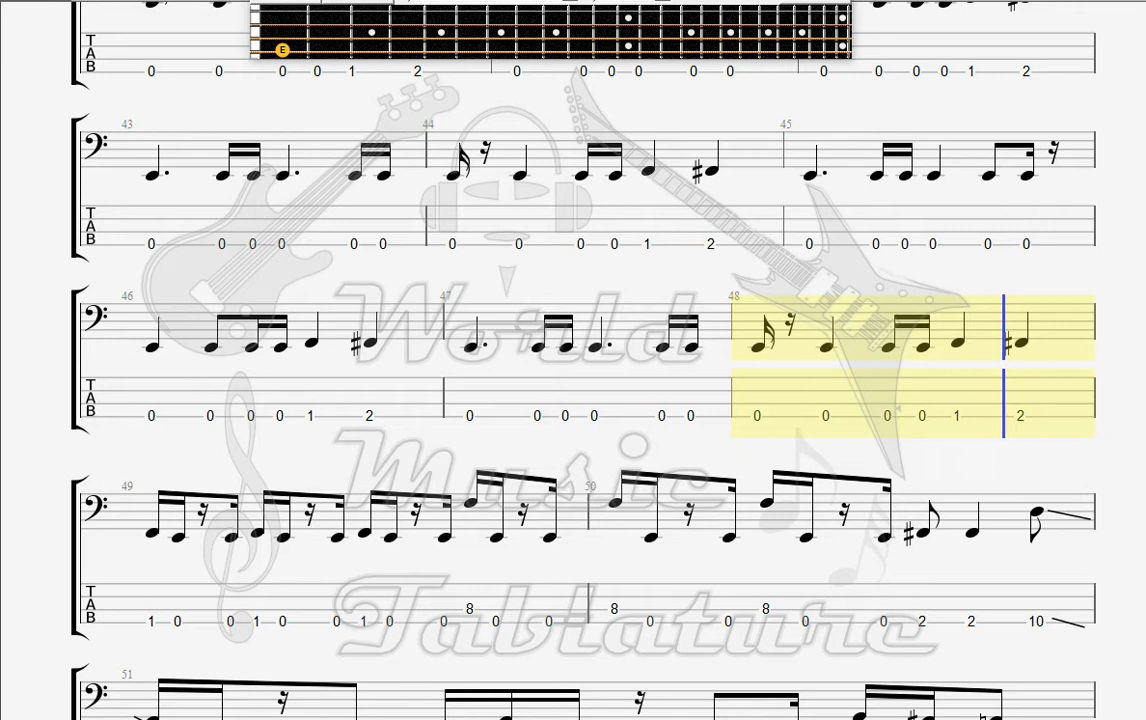 T
A
B
E
0 0 0 0 1 2 0 0 0 0 0 0 0 0 0 0 1 2
43 44 45
T
A
B
0 0 0 0 0 0 0 0 0 0 1 2 0 0 0 0 0 0
46 47 48
T
A
B
0 0 0 0 1 2 0 0 0 0 0 0 0 0 0 0 1 2
World
49 50
Music
T
A
B
8 8 8
1 0 0 1 0 0 1 0 0 0 0 0 0 0 0 2 2 10
Tablature
51